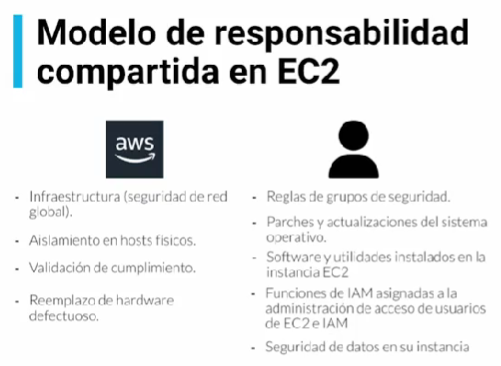 Modelo de responsabilidad
compartida en EC2
aws
- Infraestructura (seguridad de red
global).
- Aislamiento en hosts físicos.
- Validación de cumplimiento.
- Reemplazo de hardware
defectuoso.
- Reglas de grupos de seguridad.
- Parches y actualizaciones del sistema
operativo.
- Software y utilidades instalados en la
instancia EC2
- Funciones de IAM asignadas a la
administración de acceso de usuarios
de EC2 e IAM
- Seguridad de datos en su instancia